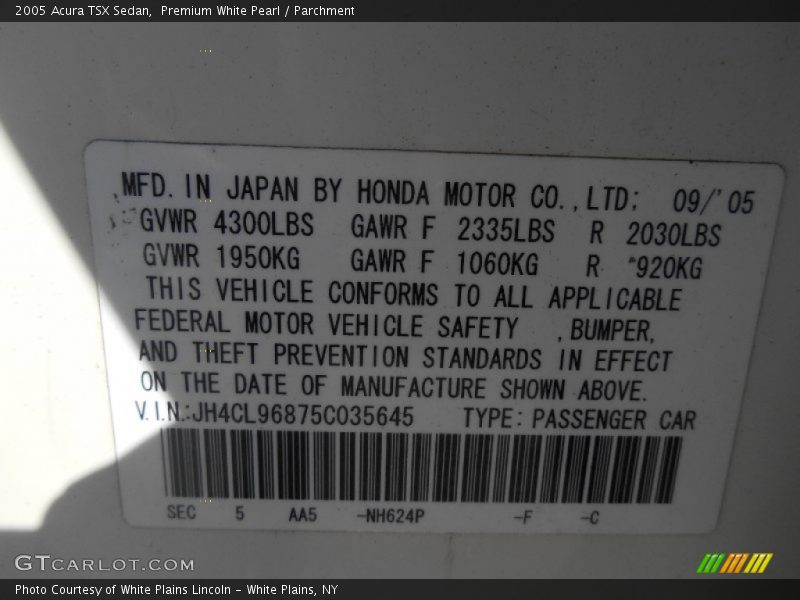 2005 Acura TSX Sedan,  Premium White Pearl / Parchment
MFD. IN JAPAN BY HONDA MOTOR CO., LTD: 09/'05
GVWR 4300LBS GAWR F 2335LBS R 2030LBS
GVWR 1950KG GAWR F 1060KG R *920KG
THIS VEHICLE CONFORMS TO ALL APPLICABLE
FEDERAL MOTOR VEHICLE SAFETY , BUMPER,
AND THEFT PREVENTION STANDARDS IN EFFECT
ON THE DATE OF MANUFACTURE SHOWN ABOVE.
V.I.N.:JH4CL96875C035645 TYPE: PASSENGER CAR
SEC 5 AA5 -NH624P -F -C
GTCARLOT.COM
Photo Courtesy of White Plains Lincoln - White Plains, NY